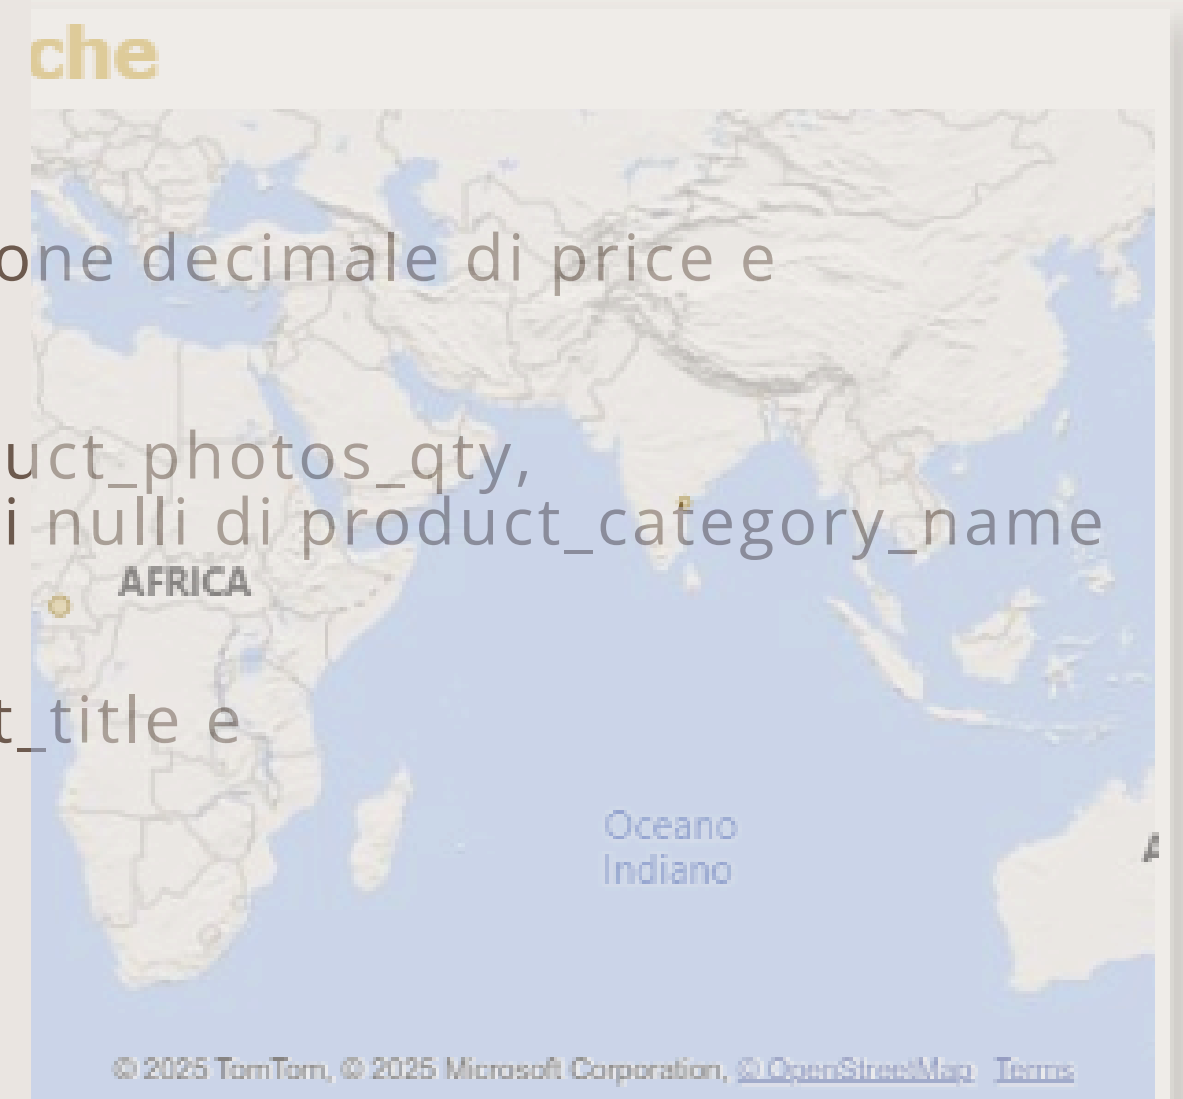 che
one decimale di price e
uct_photos_qty,
i nulli di product_category_name
AFRICA
t_title e
Oceano
Indiano
A
© 2025 TomTom, © 2025 Microsoft Corporation, © OpenStreetMap Terms